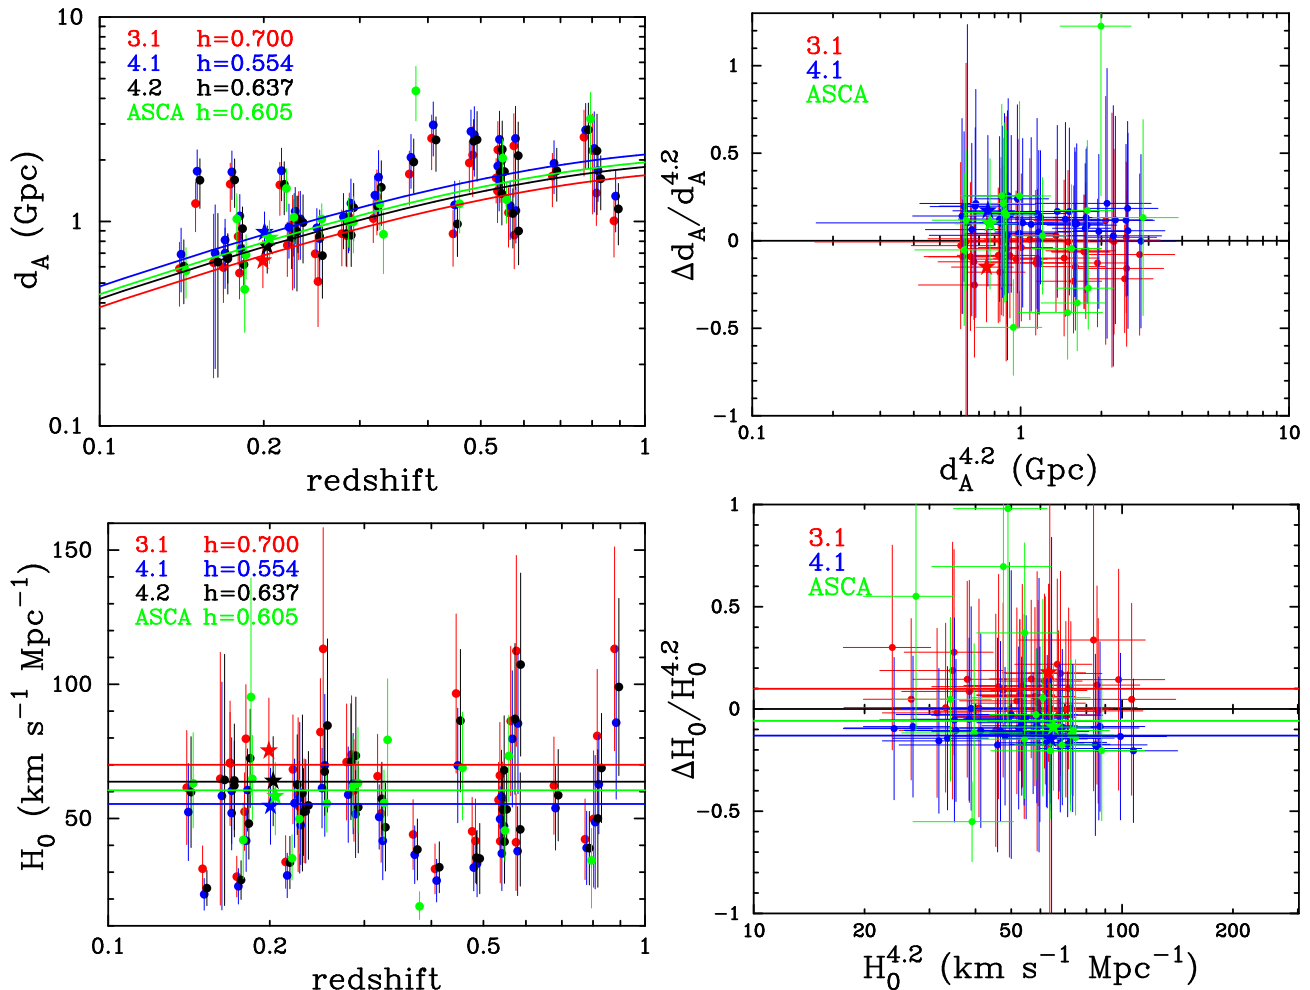 10
1
0.1
d_A (Gpc)
3.1 h=0.700
4.1 h=0.554
4.2 h=0.637
ASCA h=0.605
0.1 0.2 0.5 1
redshift
1
0.5
0
−0.5
−1
Δd_A/d_A^4.2
3.1
4.1
ASCA
0.1 1 10
d_A^4.2 (Gpc)
150
100
50
H_0 (km s^−1 Mpc^−1)
3.1 h=0.700
4.1 h=0.554
4.2 h=0.637
ASCA h=0.605
0.1 0.2 0.5 1
redshift
1
0.5
0
−0.5
−1
ΔH_0/H_0^4.2
3.1
4.1
ASCA
10 20 50 100 200
H_0^4.2 (km s^−1 Mpc^−1)